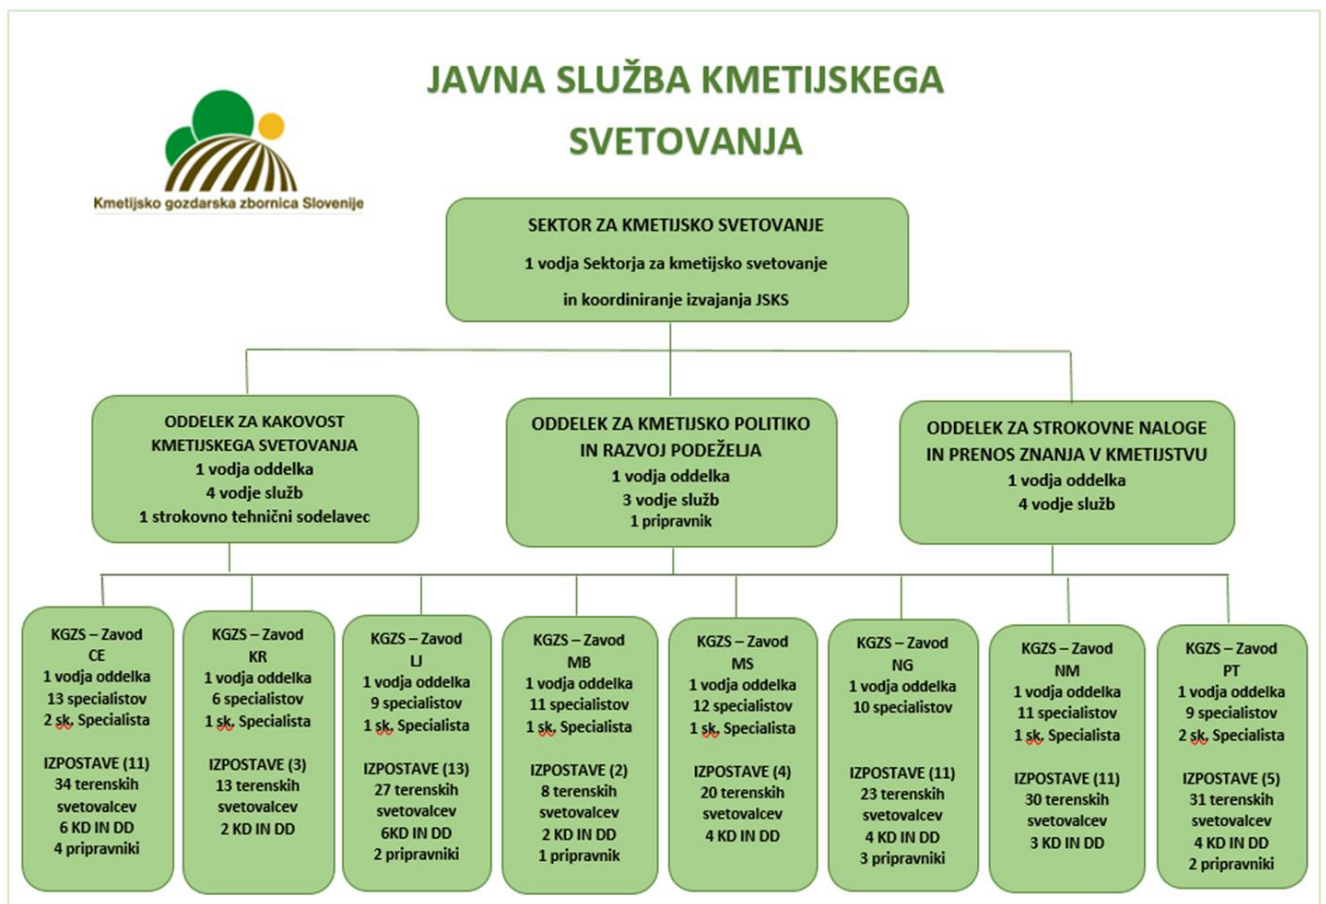 JAVNA SLUŽBA KMETIJSKEGA
SVETOVANJA
Kmetijsko gozdarska zbornica Slovenije
SEKTOR ZA KMETIJSKO SVETOVANJE
1 vodja Sektorja za kmetijsko svetovanje
in koordiniranje izvajanja JSKS
ODDELEK ZA KAKOVOST
KMETIJSKEGA SVETOVANJA
1 vodja oddelka
4 vodje služb
1 strokovno tehnični sodelavec
ODDELEK ZA KMETIJSKO POLITIKO
IN RAZVOJ PODEŽELJA
1 vodja oddelka
3 vodje služb
1 pripravnik
ODDELEK ZA STROKOVNE NALOGE
IN PRENOS ZNANJA V KMETIJSTVU
1 vodja oddelka
4 vodje služb
KGZS – Zavod
CE
1 vodja oddelka
13 specialistov
2 sk. Specialista
IZPOSTAVE (11)
34 terenskih
svetovalcev
6 KD IN DD
4 pripravniki
KGZS – Zavod
KR
1 vodja oddelka
6 specialistov
1 sk. Specialista
IZPOSTAVE (3)
13 terenskih
svetovalcev
2 KD IN DD
KGZS – Zavod
LJ
1 vodja oddelka
9 specialistov
1 sk. Specialista
IZPOSTAVE (13)
27 terenskih
svetovalcev
6KD IN DD
2 pripravniki
KGZS – Zavod
MB
1 vodja oddelka
11 specialistov
1 sk. Specialista
IZPOSTAVE (2)
8 terenskih
svetovalcev
2 KD IN DD
1 pripravnik
KGZS – Zavod
MS
1 vodja oddelka
12 specialistov
1 sk. Specialista
IZPOSTAVE (4)
20 terenskih
svetovalcev
4 KD IN DD
KGZS – Zavod
NG
1 vodja oddelka
10 specialistov
IZPOSTAVE (11)
23 terenskih
svetovalcev
4 KD IN DD
3 pripravniki
KGZS – Zavod
NM
1 vodja oddelka
11 specialistov
1 sk. Specialista
IZPOSTAVE (11)
30 terenskih
svetovalcev
3 KD IN DD
KGZS – Zavod
PT
1 vodja oddelka
9 specialistov
2 sk. Specialista
IZPOSTAVE (5)
31 terenskih
svetovalcev
4 KD IN DD
2 pripravniki